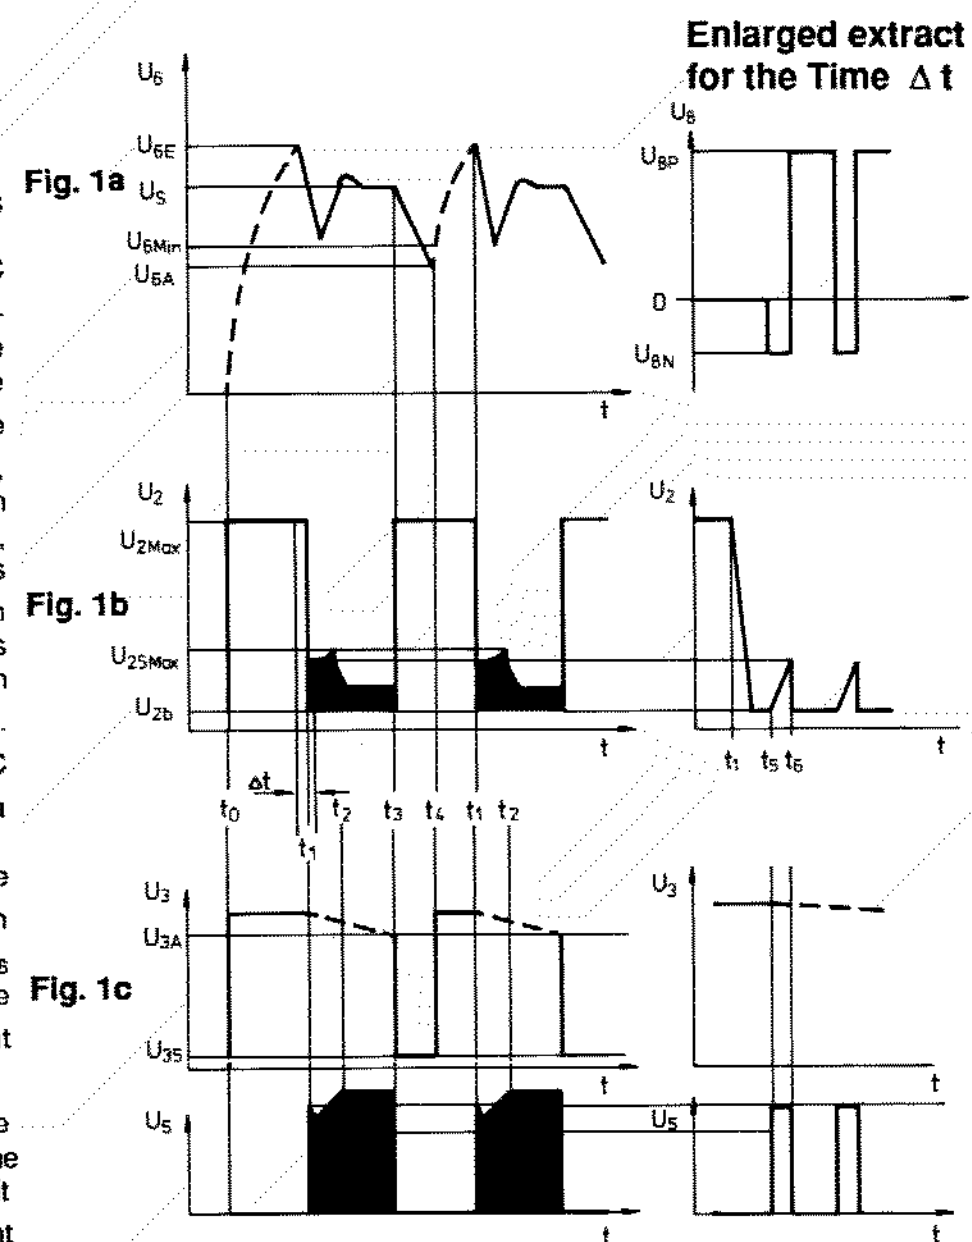 Enlarged extract
for the Time Δ t
U6
U6E
Fig. 1a
US
U6Min
U6A
t
U8
U8P
0
U8N
U2
U2Max
Fig. 1b
U2SMax
U2b
t
U2
t
t1 t5 t6
Δt
t0 t1 t2 t3 t4 t1 t2
U3
U3A
Fig. 1c
U3S
t
U3
t
U5
t
U5
t